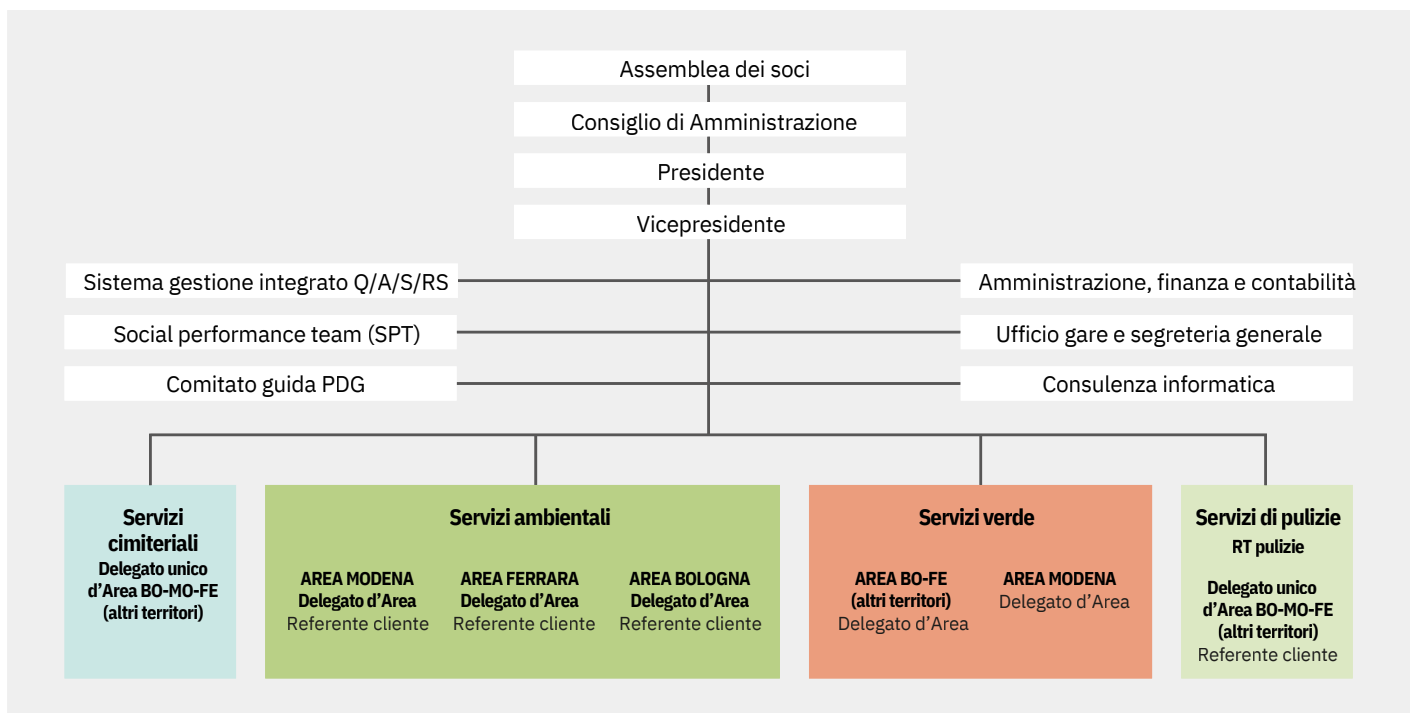 Assemblea dei soci
Consiglio di Amministrazione
Presidente
Vicepresidente
Sistema gestione integrato Q/A/S/RS
Amministrazione, finanza e contabilità
Social performance team (SPT)
Ufficio gare e segreteria generale
Comitato guida PDG
Consulenza informatica
Servizi
cimiteriali
Delegato unico
d’Area BO-MO-FE
(altri territori)
Servizi ambientali
AREA MODENA
Delegato d’Area
Referente cliente
AREA FERRARA
Delegato d’Area
Referente cliente
AREA BOLOGNA
Delegato d’Area
Referente cliente
Servizi verde
AREA BO-FE
(altri territori)
Delegato d’Area
AREA MODENA
Delegato d’Area
Servizi di pulizie
RT pulizie
Delegato unico
d’Area BO-MO-FE
(altri territori)
Referente cliente